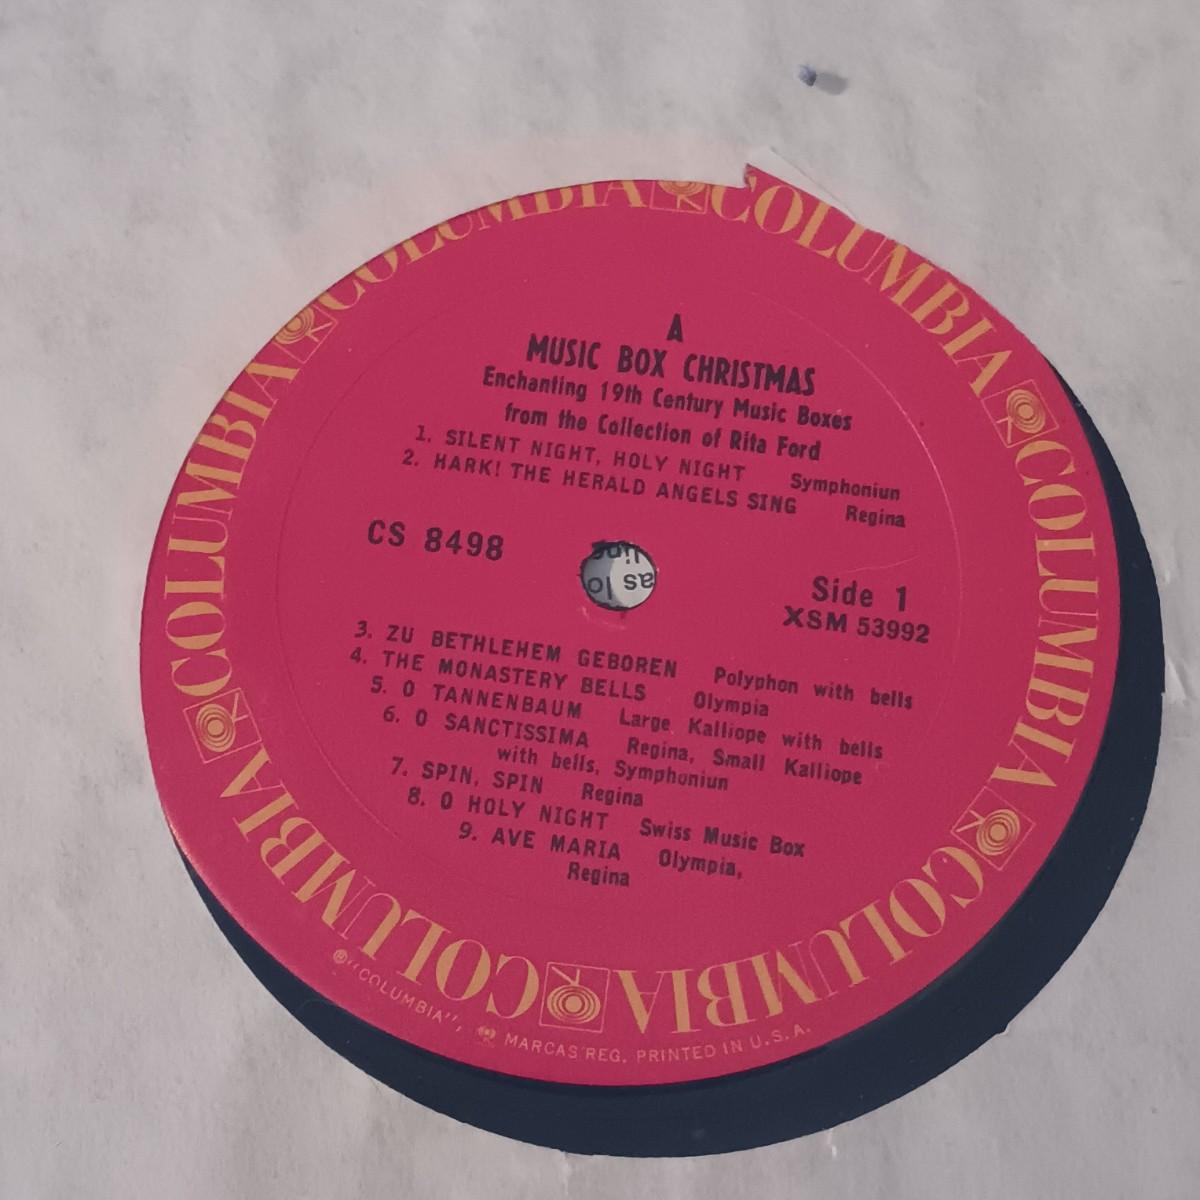 A
MUSIC BOX CHRISTMAS
Enchanting 19th Century Music Boxes
from the Collection of Rita Ford
1. SILENT NIGHT, HOLY NIGHT Symphoniun
2. HARK! THE HERALD ANGELS SING Regina
CS 8498
Side 1
XSM 53992
3. ZU BETHLEHEM GEBOREN Polyphon with bells
4. THE MONASTERY BELLS Olympia
5. O TANNENBAUM Large Kalliope with bells
6. O SANCTISSIMA Regina, Small Kalliope
with bells, Symphoniun
7. SPIN, SPIN Regina
8. O HOLY NIGHT Swiss Music Box
9. AVE MARIA Olympia,
Regina
COLUMBIA COLUMBIA COLUMBIA COLUMBIA COLUMBIA COLUMBIA COLUMBIA COLUMBIA
® "COLUMBIA", MARCAS REG. PRINTED IN U.S.A.
as lo